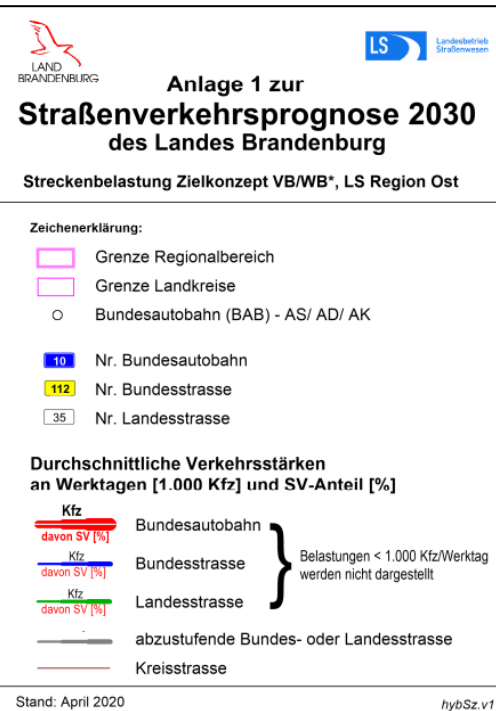 LAND
BRANDENBURG
LS
Landesbetrieb
Straßenwesen
Anlage 1 zur
Straßenverkehrsprognose 2030
des Landes Brandenburg
Streckenbelastung Zielkonzept VB/WB*, LS Region Ost
Zeichenerklärung:
Grenze Regionalbereich
Grenze Landkreise
Bundesautobahn (BAB) - AS/ AD/ AK
10 Nr. Bundesautobahn
112 Nr. Bundesstrasse
35 Nr. Landesstrasse
Durchschnittliche Verkehrsstärken
an Werktagen [1.000 Kfz] und SV-Anteil [%]
Kfz
davon SV [%]
Bundesautobahn
Kfz
davon SV [%]
Bundesstrasse
Kfz
davon SV [%]
Landesstrasse
Belastungen < 1.000 Kfz/Werktag
werden nicht dargestellt
-
abzustufende Bundes- oder Landesstrasse
Kreisstrasse
Stand: April 2020
hybSz.v1